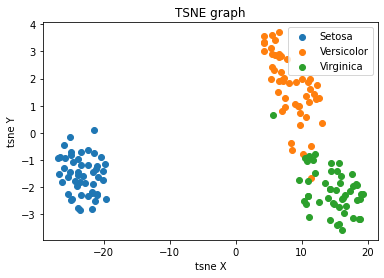 TSNE graph
Setosa
Versicolor
Virginica
tsne Y
4
3
2
1
0
−1
−2
−3
−20
−10
0
10
20
tsne X